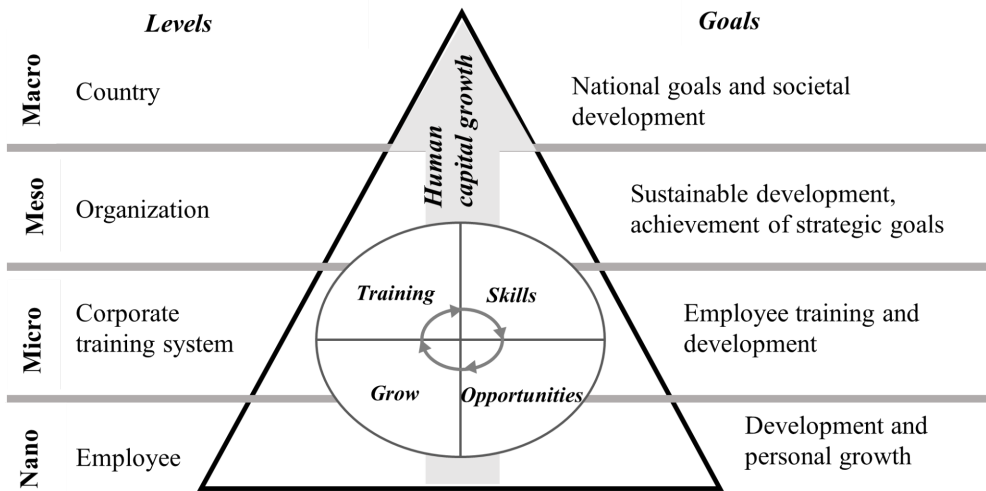 Levels
Goals
Macro
Country
National goals and societal
development
Human
capital growth
Meso
Organization
Sustainable development,
achievement of strategic goals
Training
Skills
Micro
Corporate
training system
Employee training and
development
Grow
Opportunities
Nano
Employee
Development and
personal growth